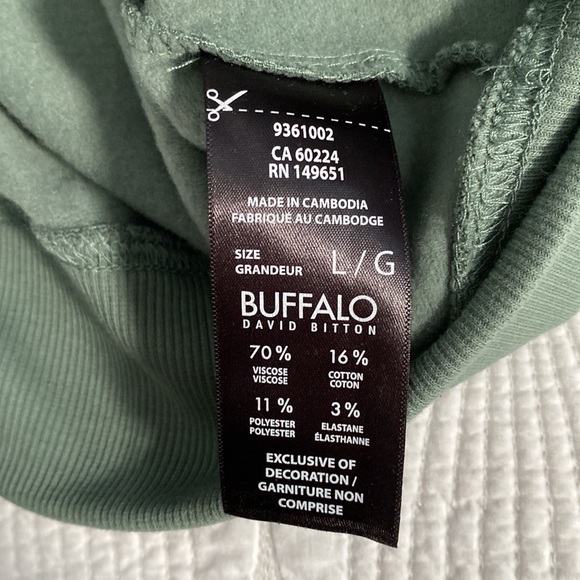 9361002
CA 60224
RN 149651
MADE IN CAMBODIA
FABRIQUE AU CAMBODGE
SIZE
GRANDEUR
L / G
BUFFALO
DAVID BITTON
70 % 16 %
VISCOSE COTTON
VISCOSE COTON
11 % 3 %
POLYESTER ELASTANE
POLYESTER ÉLASTHANNE
EXCLUSIVE OF
DECORATION /
GARNITURE NON
COMPRISE